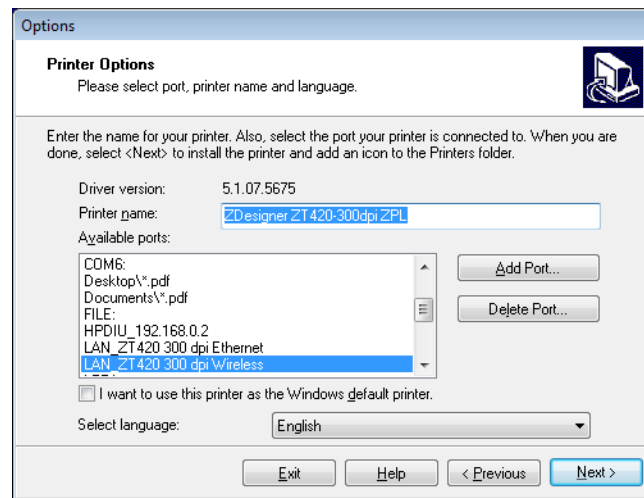 Options
Printer Options
Please select port, printer name and language.
Enter the name for your printer. Also, select the port your printer is connected to. When you are
done, select <Next> to install the printer and add an icon to the Printers folder.
Driver version: 5.1.07.5675
Printer name: ZDesigner ZT420-300dpi ZPL
Available ports:
COM6:
Desktop\*.pdf
Documents\*.pdf
FILE:
HPDIU_192.168.0.2
LAN_ZT420 300 dpi Ethernet
LAN_ZT420 300 dpi Wireless
Add Port...
Delete Port...
I want to use this printer as the Windows default printer.
Select language: English
Exit Help < Previous Next >